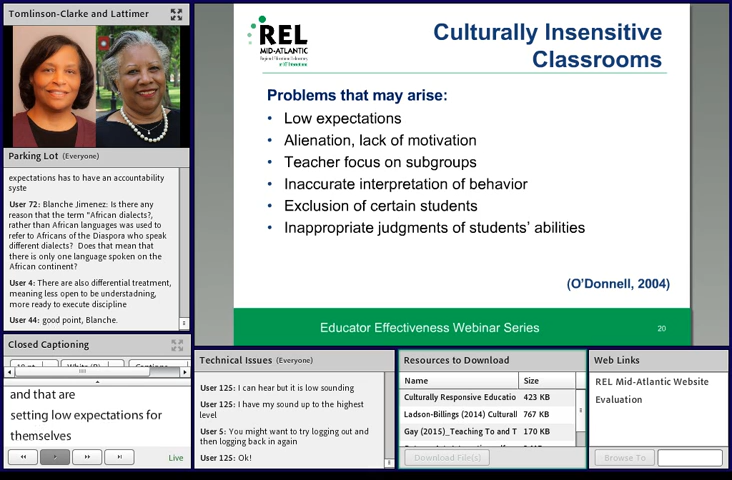 Tomlinson-Clarke and Lattimer
Parking Lot (Everyone)
expectations has to have an accountability
syste
User 72: Blanche Jimenez: Is there any
reason that the term "African dialects?,
rather than African languages was used to
refer to Africans of the Diaspora who speak
different dialects? Does that mean that
there is only one language spoken on the
African continent?
User 4: There are also differential treatment,
meaning less open to be understadning,
more ready to execute discipline
User 44: good point, Blanche.
Closed Captioning
and that are
setting low expectations for
themselves
Live
REL
MID-ATLANTIC
Culturally Insensitive
Classrooms
Problems that may arise:
• Low expectations
• Alienation, lack of motivation
• Teacher focus on subgroups
• Inaccurate interpretation of behavior
• Exclusion of certain students
• Inappropriate judgments of students' abilities
(O'Donnell, 2004)
Educator Effectiveness Webinar Series
20
Technical Issues (Everyone)
User 125: I can hear but it is low sounding
User 125: I have my sound up to the highest
level
User 5: You might want to try logging out and
then logging back in again
User 125: Ok!
Resources to Download
Name Size
Culturally Responsive Educatio 423 KB
Ladson-Billings (2014) Culturall 767 KB
Gay (2015)_Teaching To and T 170 KB
Download File(s)
Web Links
REL Mid-Atlantic Website
Evaluation
Browse To